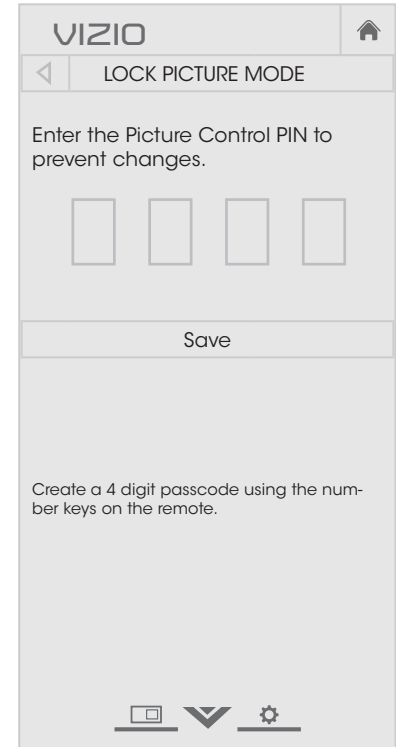 VIZIO
LOCK PICTURE MODE
Enter the Picture Control PIN to
prevent changes.
Save
Create a 4 digit passcode using the num-
ber keys on the remote.